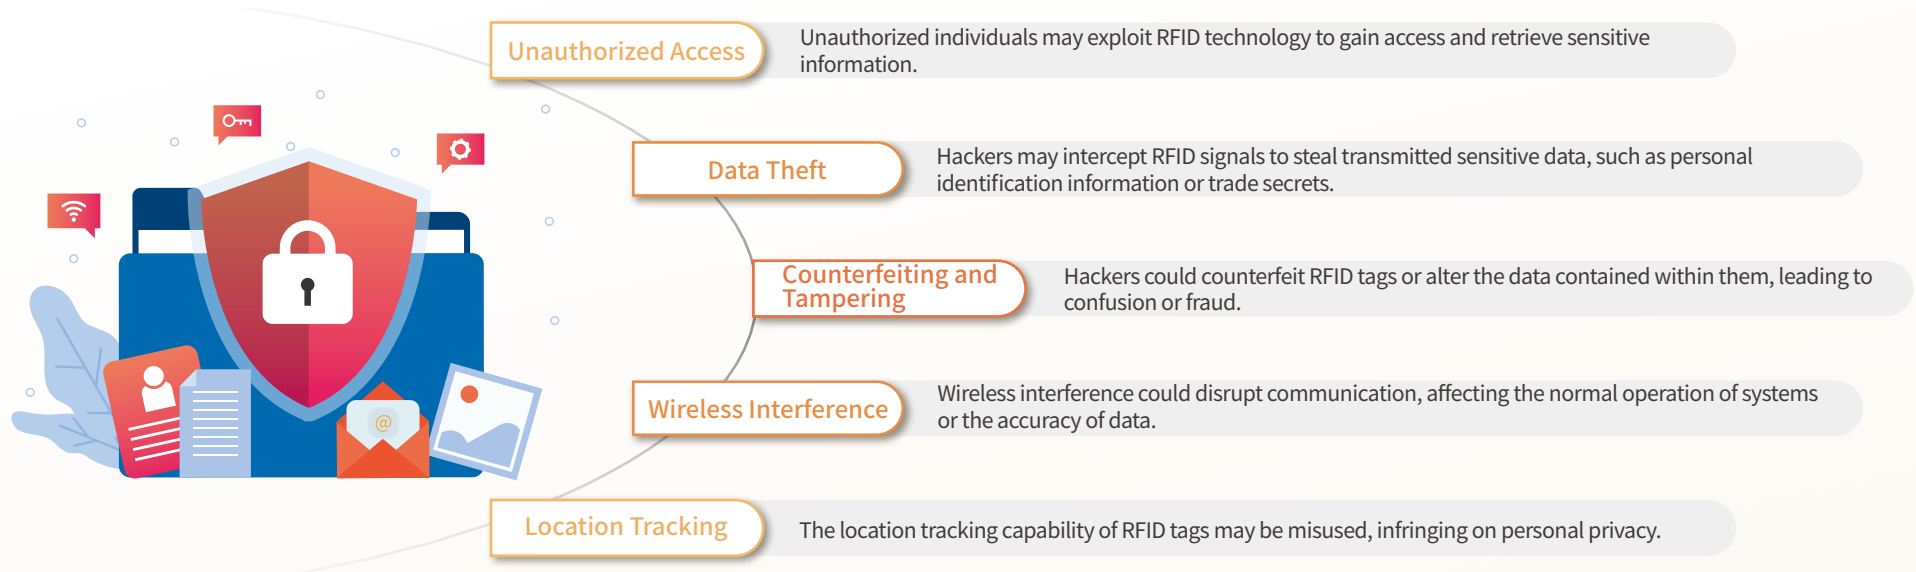 Unauthorized Access
Unauthorized individuals may exploit RFID technology to gain access and retrieve sensitive
information.
Data Theft
Hackers may intercept RFID signals to steal transmitted sensitive data, such as personal
identification information or trade secrets.
Counterfeiting and
Tampering
Hackers could counterfeit RFID tags or alter the data contained within them, leading to
confusion or fraud.
Wireless Interference
Wireless interference could disrupt communication, affecting the normal operation of systems
or the accuracy of data.
@
Location Tracking
The location tracking capability of RFID tags may be misused, infringing on personal privacy.